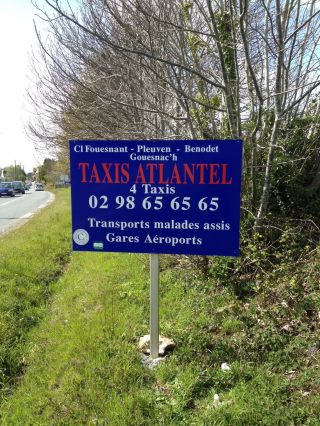 Cl Fouesnant - Pleuven - Benodet
Gouesnac'h
TAXIS ATLANTEL
4 Taxis
02 98 65 65 65
Transports malades assis
Gares Aéroports